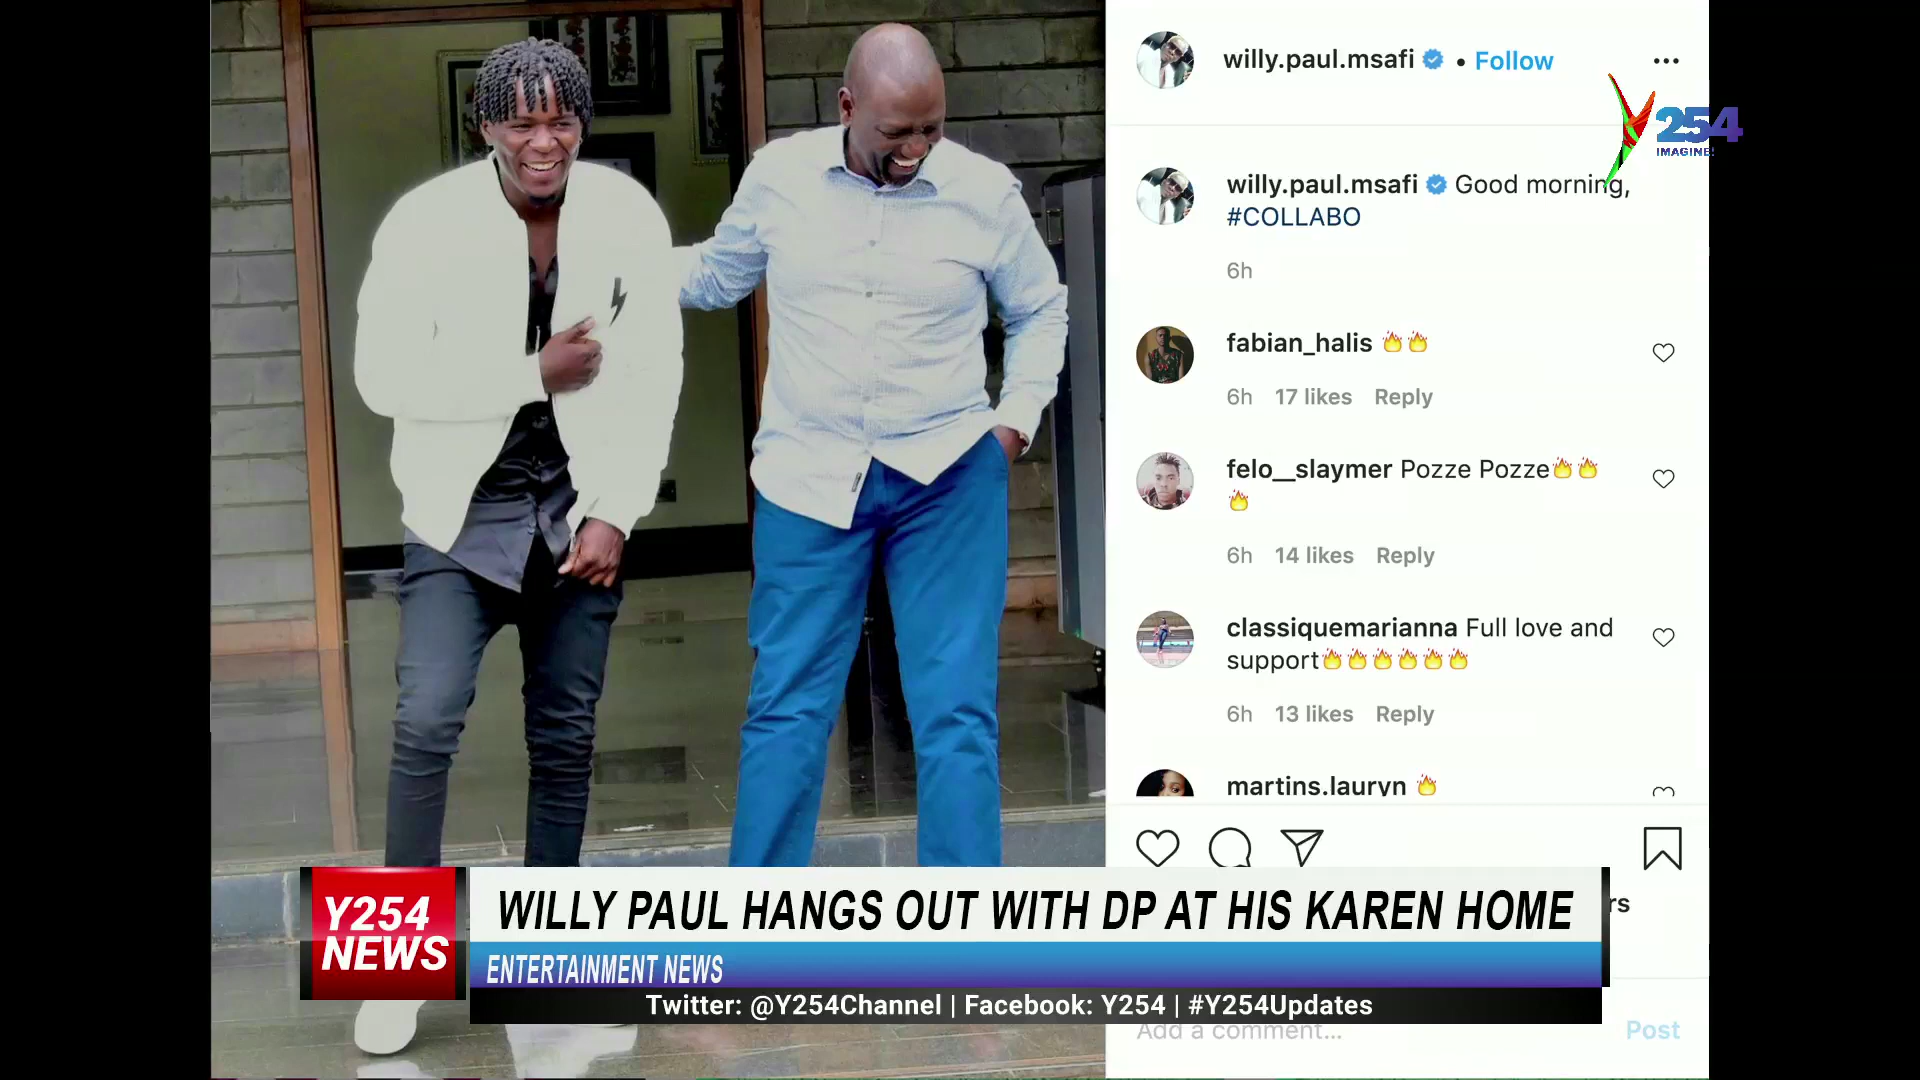 willy.paul.msafi • Follow
254
IMAGINE!
willy.paul.msafi Good morning,
#COLLABO
6h
fabian_halis 🔥🔥
6h 17 likes Reply
felo__slaymer Pozze Pozze🔥🔥
🔥
6h 14 likes Reply
classiquemarianna Full love and
support🔥🔥🔥🔥🔥🔥
6h 13 likes Reply
martins.lauryn 🔥
rs
Y254
NEWS
WILLY PAUL HANGS OUT WITH DP AT HIS KAREN HOME
ENTERTAINMENT NEWS
Twitter: @Y254Channel | Facebook: Y254 | #Y254Updates
Add a comment... Post